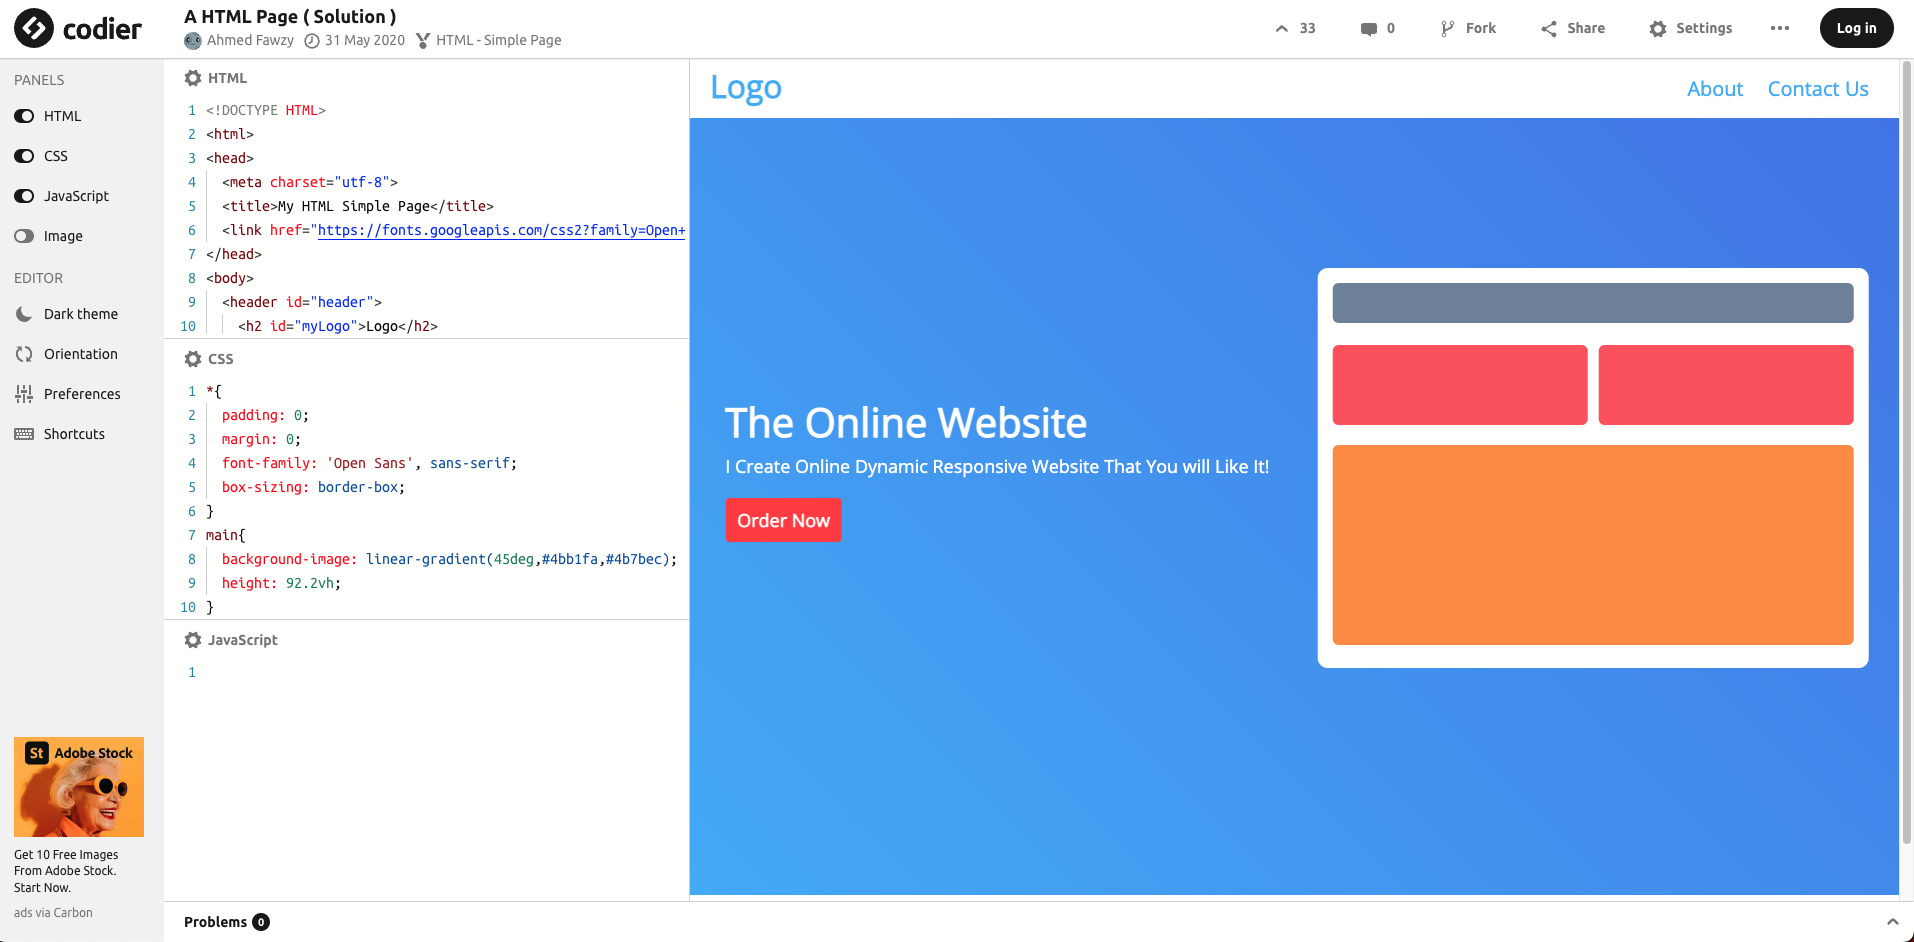 codier
A HTML Page ( Solution )
Ahmed Fawzy 31 May 2020 HTML - Simple Page
33 0 Fork Share Settings Log in
PANELS
HTML
CSS
JavaScript
Image
EDITOR
Dark theme
Orientation
Preferences
Shortcuts
St Adobe Stock
Get 10 Free Images
From Adobe Stock.
Start Now.
ads via Carbon
HTML
1 <!DOCTYPE HTML>
2 <html>
3 <head>
4 <meta charset="utf-8">
5 <title>My HTML Simple Page</title>
6 <link href="https://fonts.googleapis.com/css2?family=Open+
7 </head>
8 <body>
9 <header id="header">
10 <h2 id="myLogo">Logo</h2>
CSS
1 *{
2 padding: 0;
3 margin: 0;
4 font-family: 'Open Sans', sans-serif;
5 box-sizing: border-box;
6 }
7 main{
8 background-image: linear-gradient(45deg,#4bb1fa,#4b7bec);
9 height: 92.2vh;
10 }
JavaScript
1
Logo
About Contact Us
The Online Website
I Create Online Dynamic Responsive Website That You will Like It!
Order Now
Problems 0